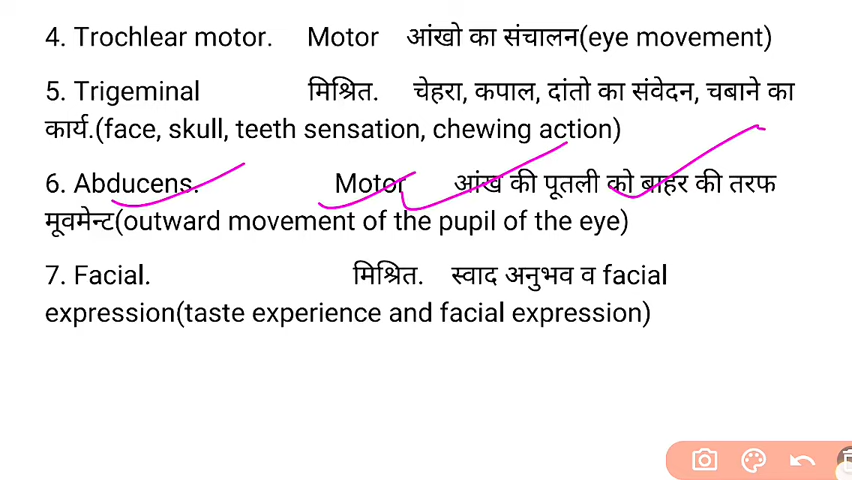 4. Trochlear motor. Motor आंखो का संचालन(eye movement)
5. Trigeminal मिश्रित. चेहरा, कपाल, दांतो का संवेदन, चबाने का
कार्य.(face, skull, teeth sensation, chewing action)
6. Abducens. Motor आंख की पूतली को बाहर की तरफ
मूवमेन्ट(outward movement of the pupil of the eye)
7. Facial. मिश्रित. स्वाद अनुभव व facial
expression(taste experience and facial expression)